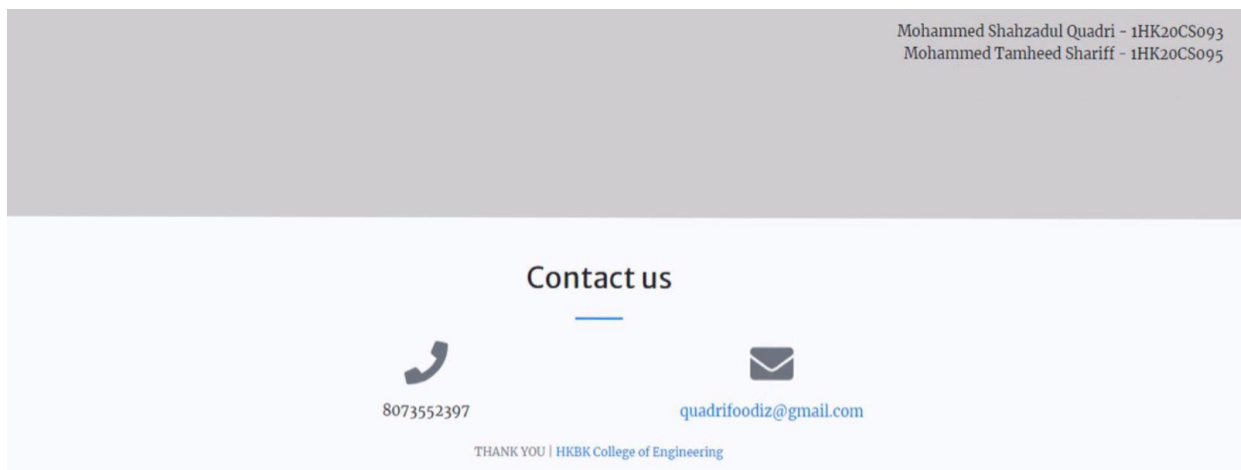 Mohammed Shahzadul Quadri - 1HK20CS093
Mohammed Tamheed Shariff - 1HK20CS095
Contact us
8073552397
quadrifoodiz@gmail.com
THANK YOU | HKBK College of Engineering